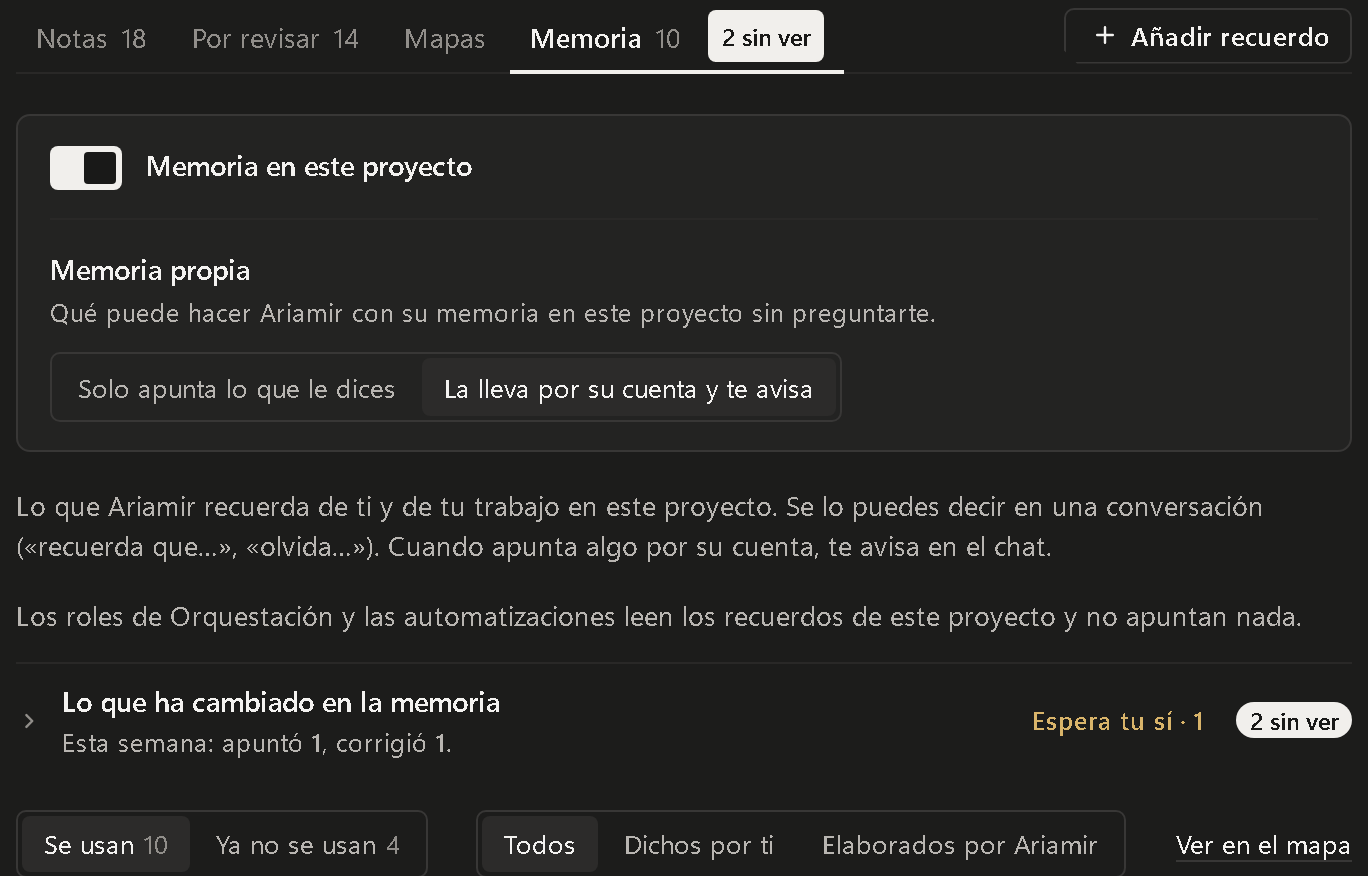 Notas 18 Por revisar 14 Mapas Memoria 10 2 sin ver + Añadir recuerdo
Memoria en este proyecto
Memoria propia
Qué puede hacer Ariamir con su memoria en este proyecto sin preguntarte.
Solo apunta lo que le dices La lleva por su cuenta y te avisa
Lo que Ariamir recuerda de ti y de tu trabajo en este proyecto. Se lo puedes decir en una conversación
(«recuerda que...», «olvida...»). Cuando apunta algo por su cuenta, te avisa en el chat.
Los roles de Orquestación y las automatizaciones leen los recuerdos de este proyecto y no apuntan nada.
Lo que ha cambiado en la memoria
Esta semana: apuntó 1, corrigió 1.
Espera tu sí · 1 2 sin ver
Se usan 10 Ya no se usan 4 Todos Dichos por ti Elaborados por Ariamir Ver en el mapa